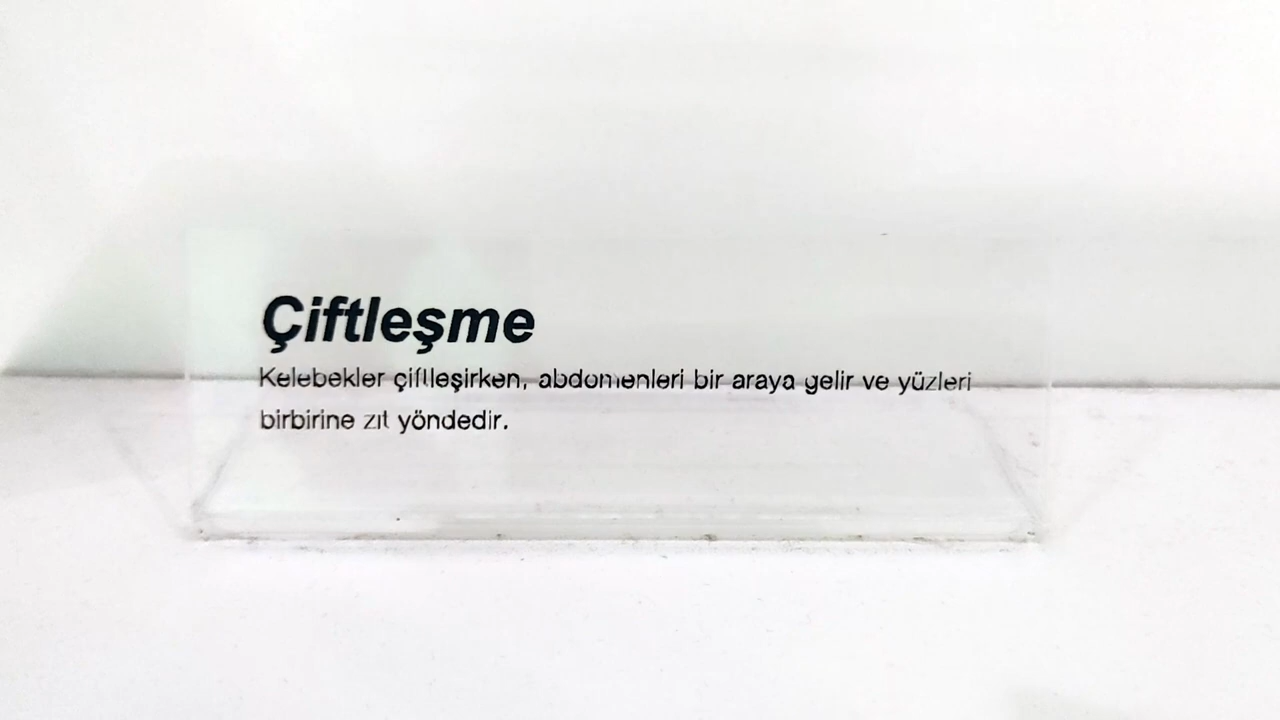 Çiftleşme
Kelebekler çiftleşirken, abdomenleri bir araya gelir ve yüzleri
birbirine zıt yöndedir.